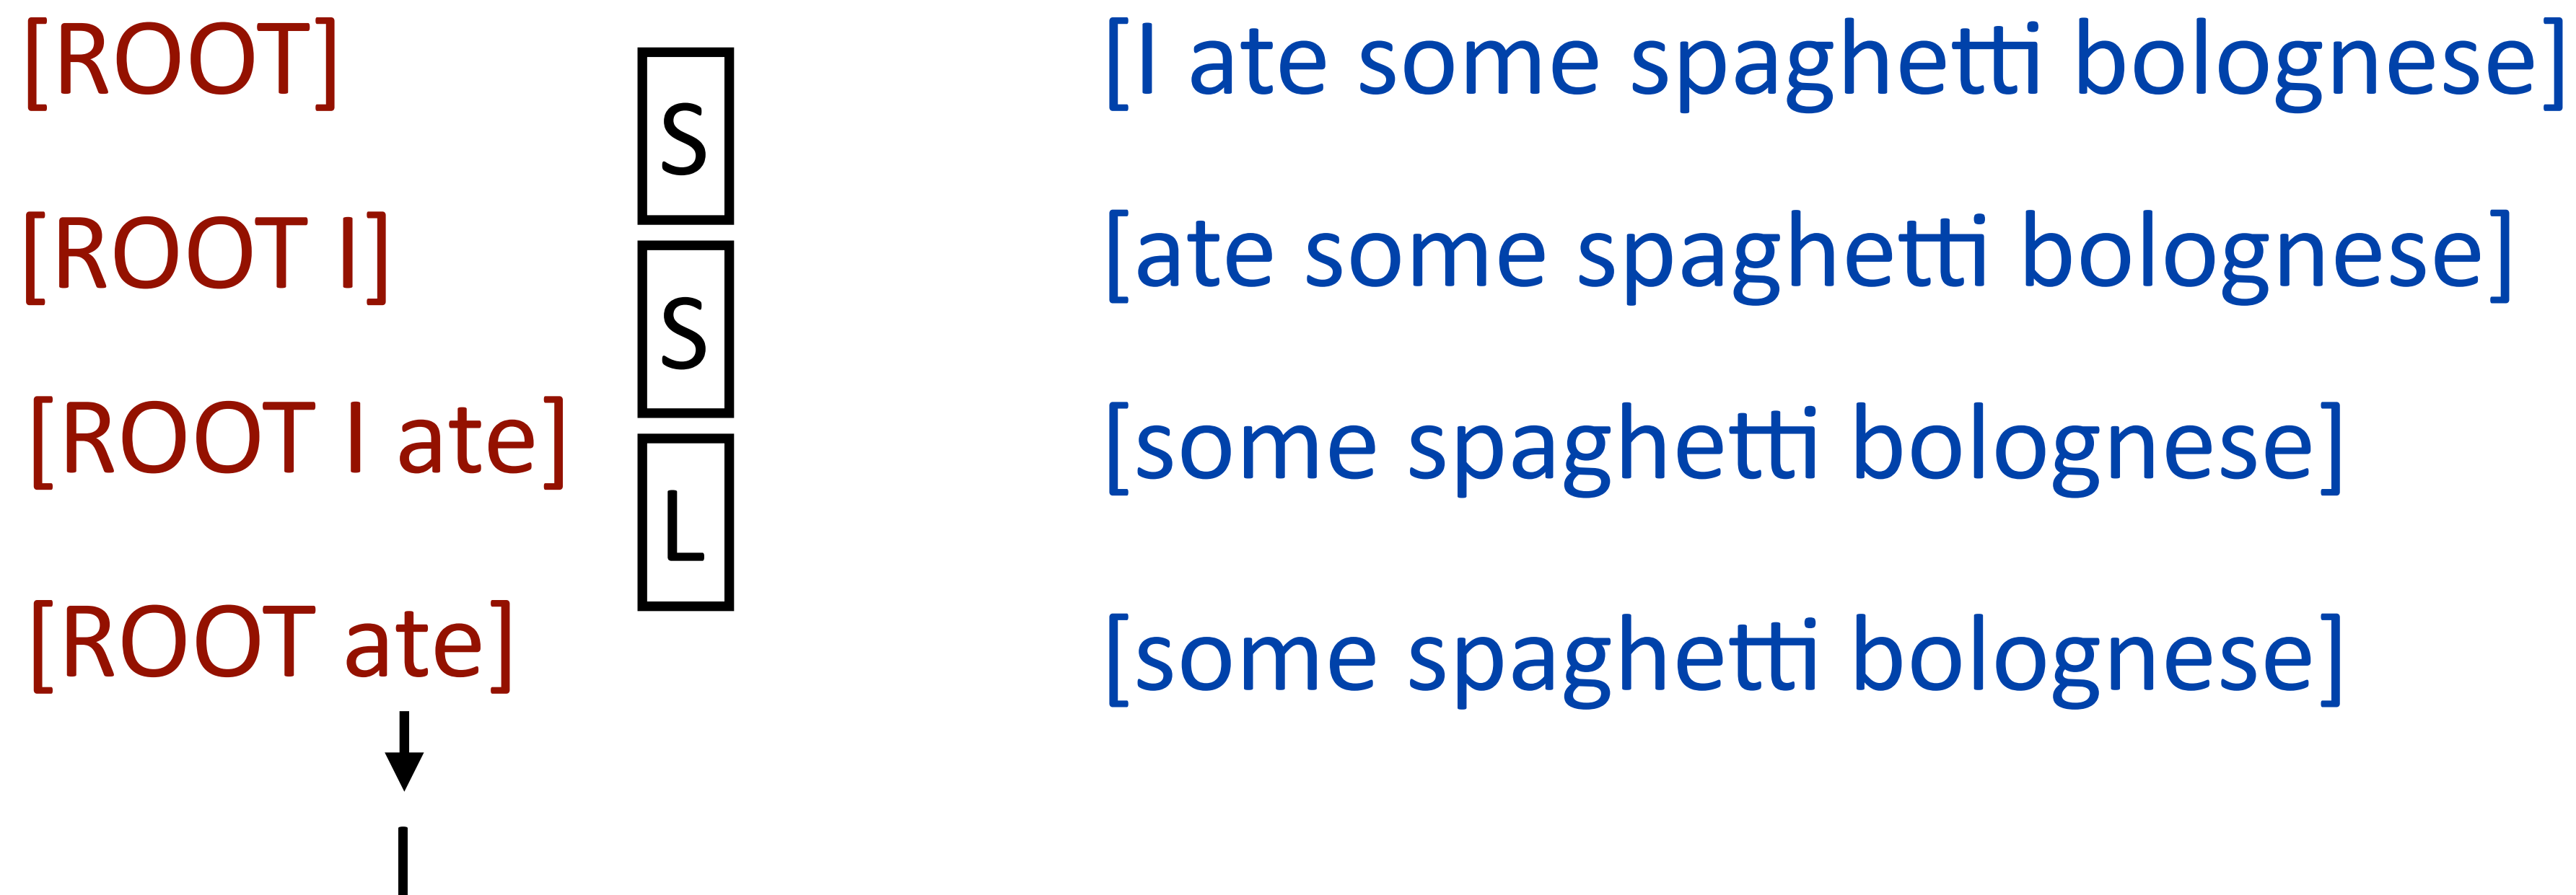 [ROOT] [I ate some spaghetti bolognese]
S
[ROOT I] [ate some spaghetti bolognese]
S
[ROOT I ate] [some spaghetti bolognese]
L
[ROOT ate] [some spaghetti bolognese]
I